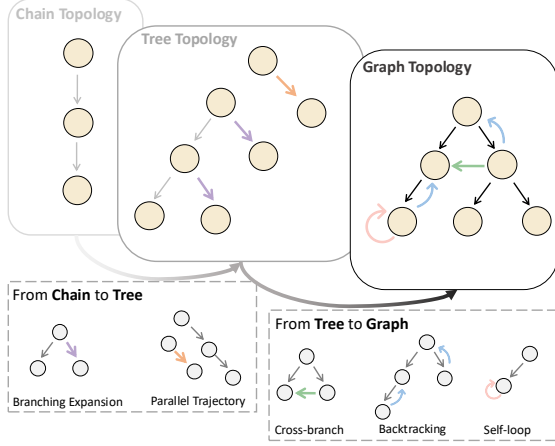 Chain Topology
Tree Topology
Graph Topology
From Chain to Tree
Branching Expansion
Parallel Trajectory
From Tree to Graph
Cross-branch
Backtracking
Self-loop